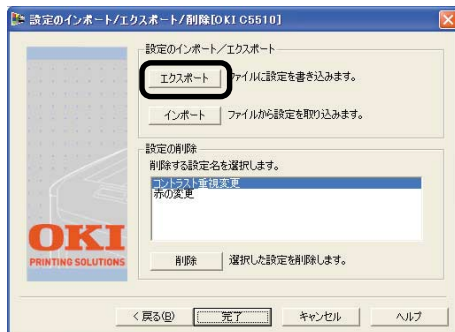 設定のインポート/エクスポート/削除[OKI C5510]
設定のインポート/エクスポート
エクスポート ファイルに設定を書き込みます。
インポート ファイルから設定を取り込みます。
設定の削除
削除する設定名を選択します。
コントラスト重視変更
赤の変更
OKI
PRINTING SOLUTIONS
削除 選択した設定を削除します。
< 戻る(B) 完了 キャンセル ヘルプ